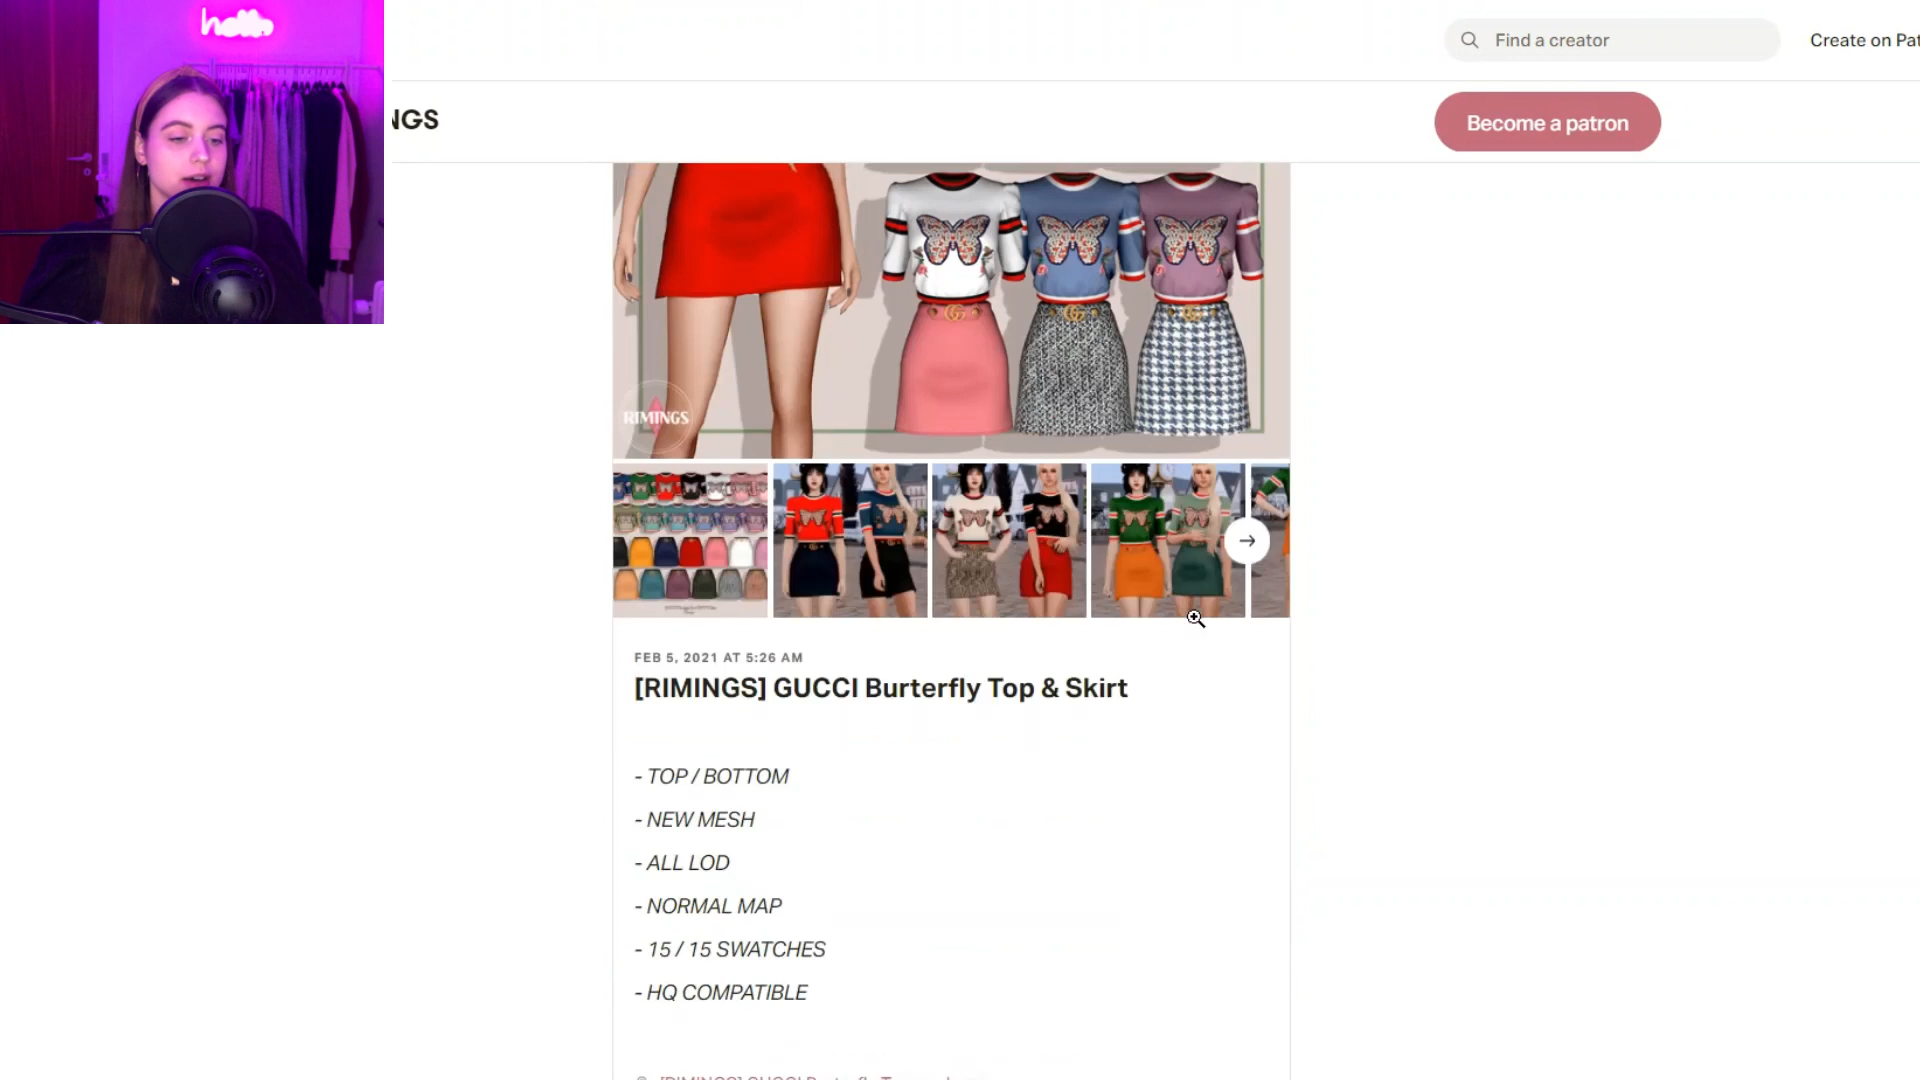 hello
Find a creator
Create on Pat
NGS
Become a patron
RIMINGS
FEB 5, 2021 AT 5:26 AM
[RIMINGS] GUCCI Burterfly Top & Skirt
- TOP / BOTTOM
- NEW MESH
- ALL LOD
- NORMAL MAP
- 15 / 15 SWATCHES
- HQ COMPATIBLE